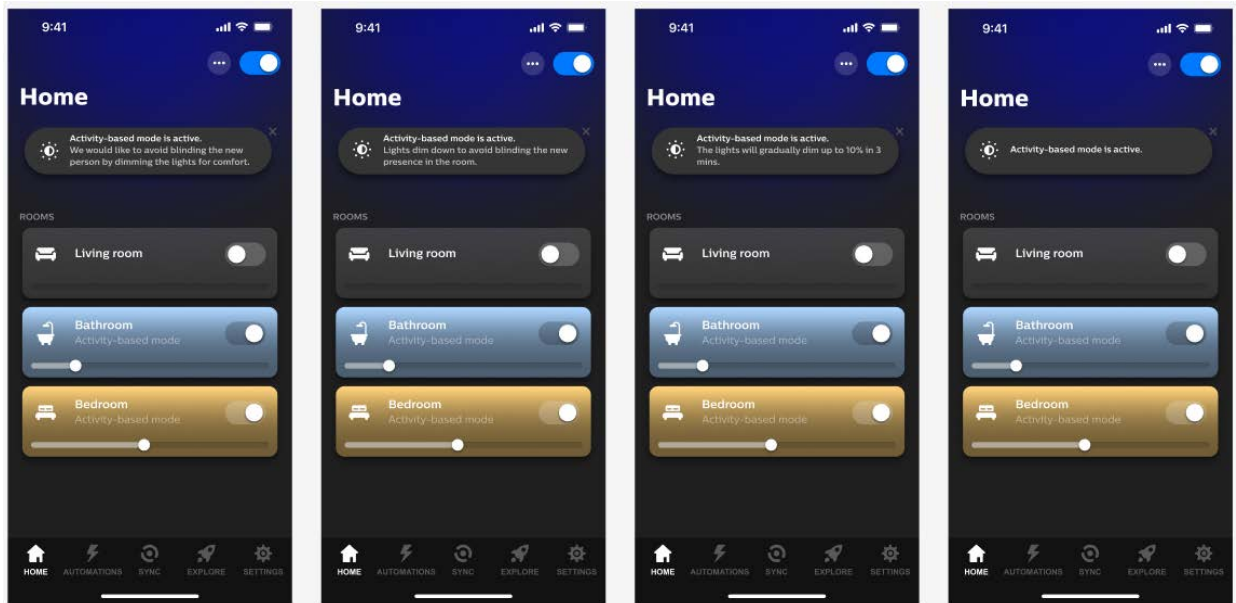 9:41
Home
Activity-based mode is active.
We would like to avoid blinding the new
person by dimming the lights for comfort.
ROOMS
Living room
Bathroom
Activity-based mode
Bedroom
Activity-based mode
HOME AUTOMATIONS SYNC EXPLORE SETTINGS
9:41
Home
Activity-based mode is active.
Lights dim down to avoid blinding the new
presence in the room.
ROOMS
Living room
Bathroom
Activity-based mode
Bedroom
Activity-based mode
HOME AUTOMATIONS SYNC EXPLORE SETTINGS
9:41
Home
Activity-based mode is active.
The lights will gradually dim up to 10% in 3
mins.
ROOMS
Living room
Bathroom
Activity-based mode
Bedroom
Activity-based mode
HOME AUTOMATIONS SYNC EXPLORE SETTINGS
9:41
Home
Activity-based mode is active.
ROOMS
Living room
Bathroom
Activity-based mode
Bedroom
Activity-based mode
HOME AUTOMATIONS SYNC EXPLORE SETTINGS